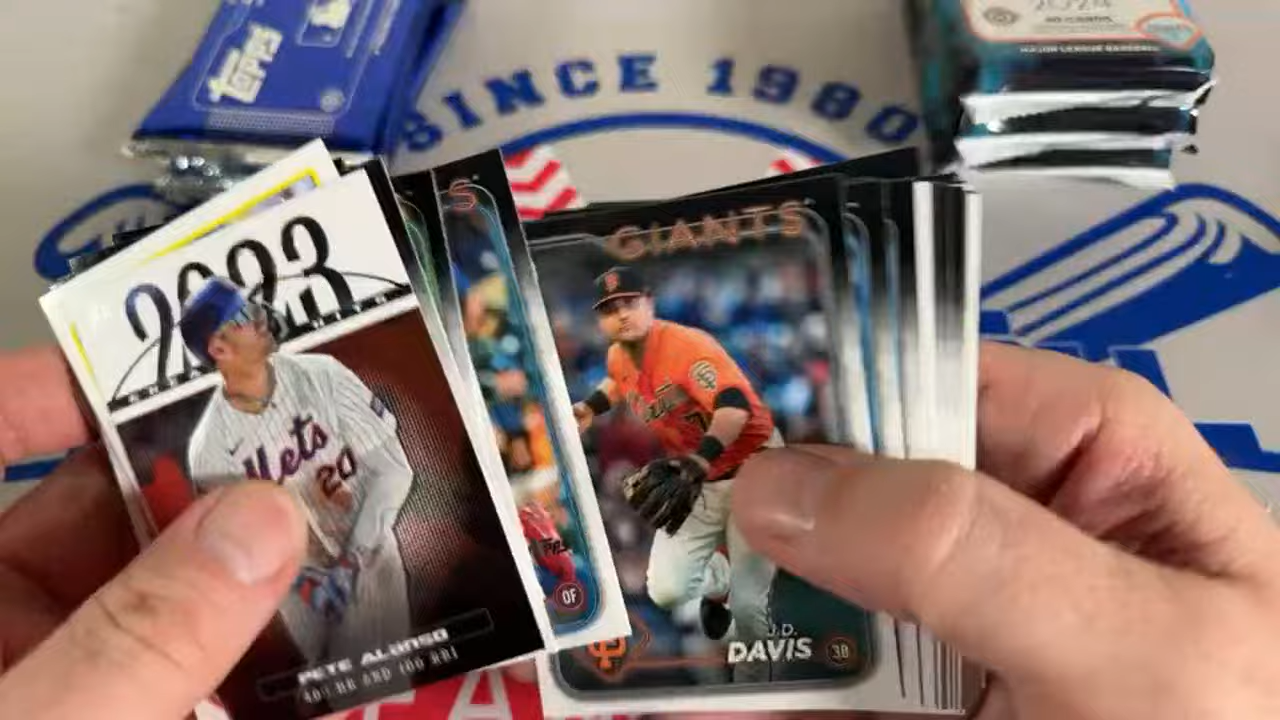 topps
2024
40 CARDS
MAJOR LEAGUE BASEBALL
SINCE 1980
2023
GIANTS
S
Mets
20
OF
PETE ALONSO
40 HR AND 100 RBI
J.D.
DAVIS
3B
SF